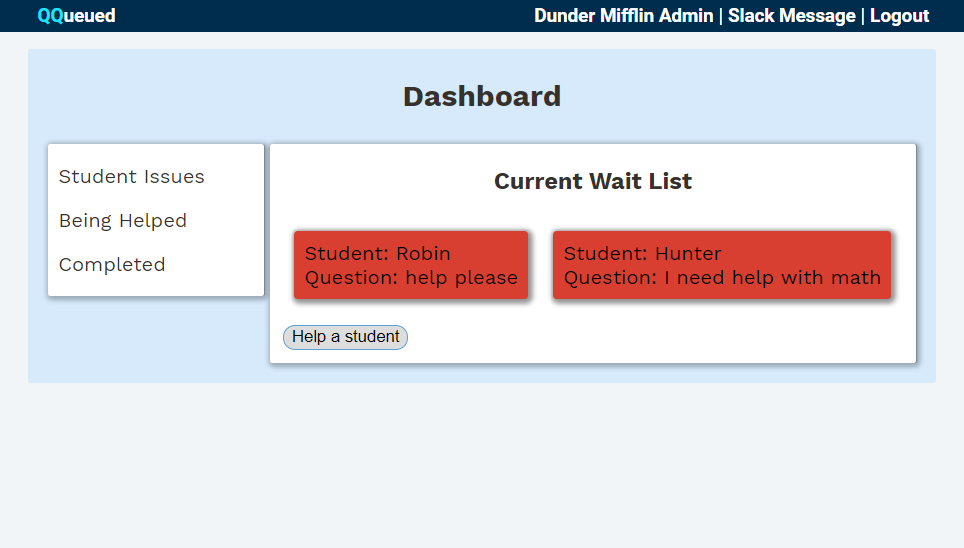 QQueued
Dunder Mifflin Admin | Slack Message | Logout
Dashboard
Student Issues
Being Helped
Completed
Current Wait List
Student: Robin
Question: help please
Student: Hunter
Question: I need help with math
Help a student